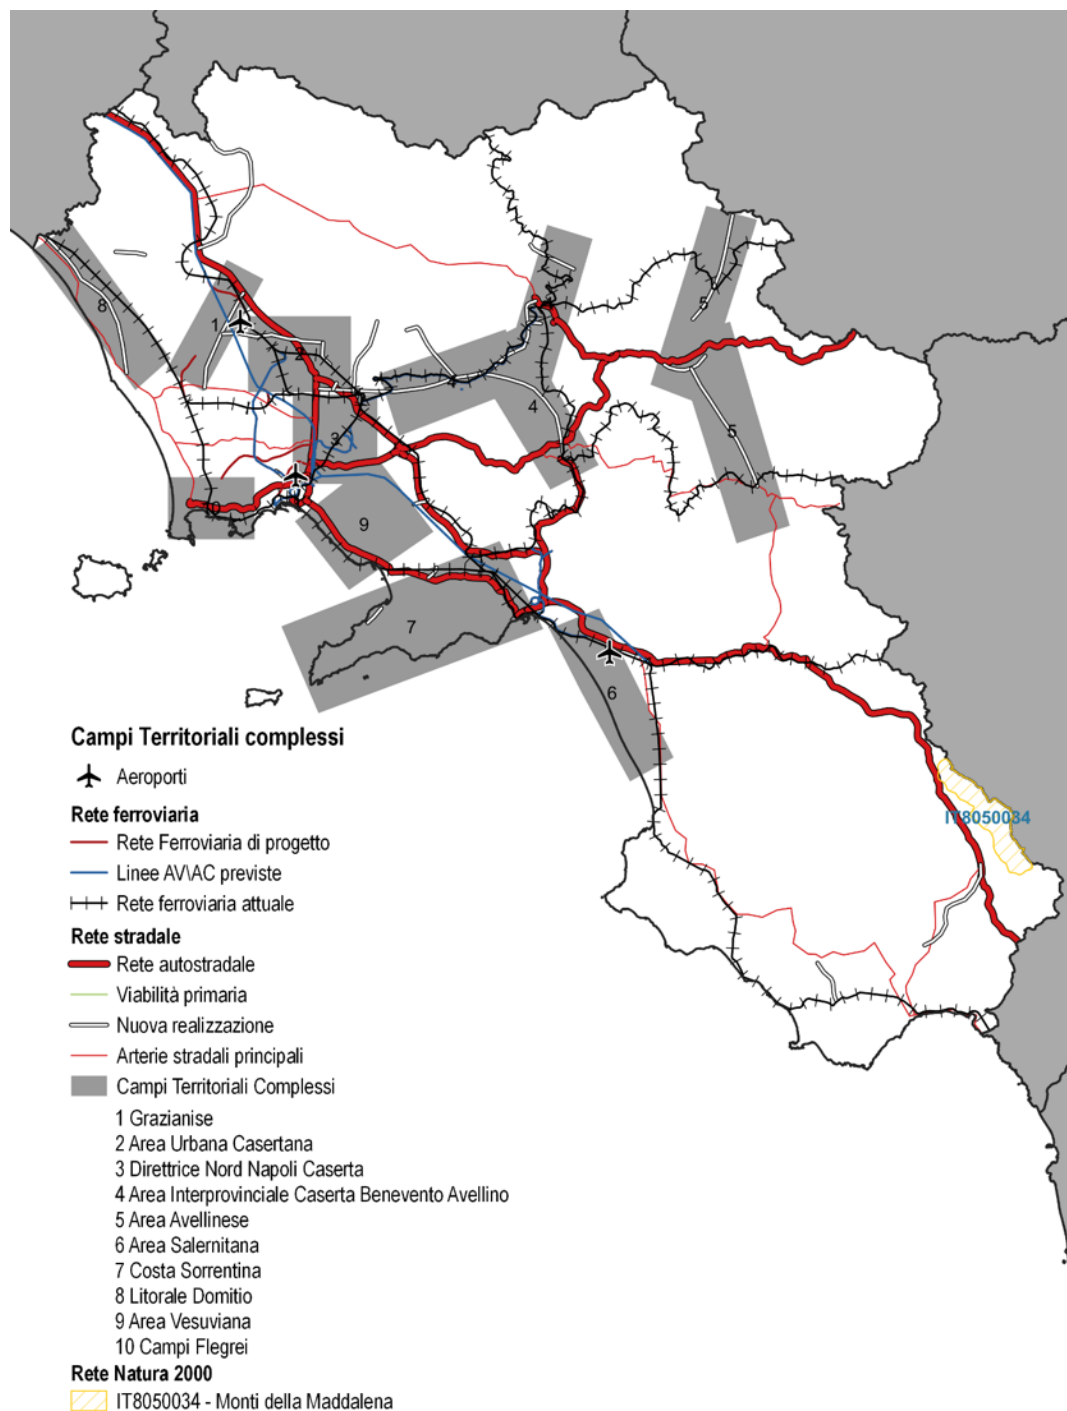 8
1
2
3
4
5
5
10
9
7
6
IT8050034
Campi Territoriali complessi
Aeroporti
Rete ferroviaria
Rete Ferroviaria di progetto
Linee AV\AC previste
Rete ferroviaria attuale
Rete stradale
Rete autostradale
Viabilità primaria
Nuova realizzazione
Arterie stradali principali
Campi Territoriali Complessi
1 Grazianise
2 Area Urbana Casertana
3 Direttrice Nord Napoli Caserta
4 Area Interprovinciale Caserta Benevento Avellino
5 Area Avellinese
6 Area Salernitana
7 Costa Sorrentina
8 Litorale Domitio
9 Area Vesuviana
10 Campi Flegrei
Rete Natura 2000
IT8050034 - Monti della Maddalena